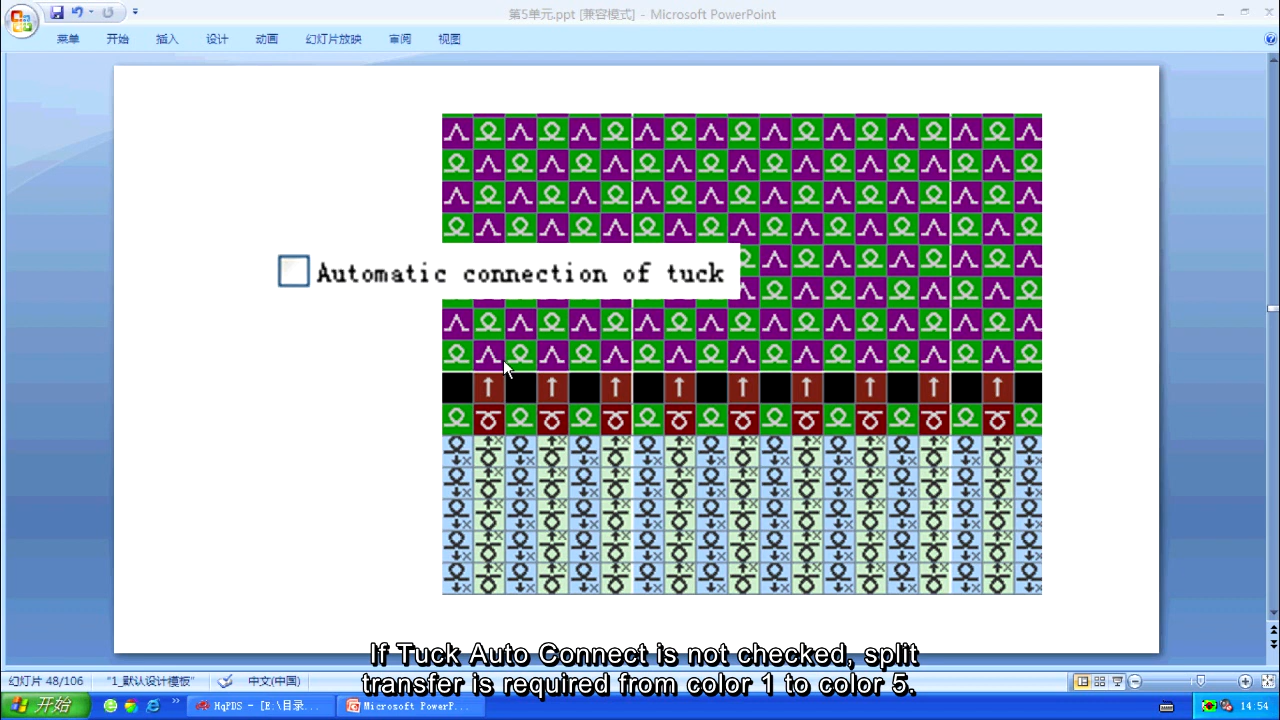 第5单元.ppt [兼容模式] - Microsoft PowerPoint
菜单 开始 插入 设计 动画 幻灯片放映 审阅 视图
Automatic connection of tuck
If Tuck Auto Connect is not checked, split
transfer is required from color 1 to color 5.
幻灯片 48/106 "1_默认设计模板" 中文(中国)
开始 HqPDS - [E:\目录... Microsoft PowerP... 14:54